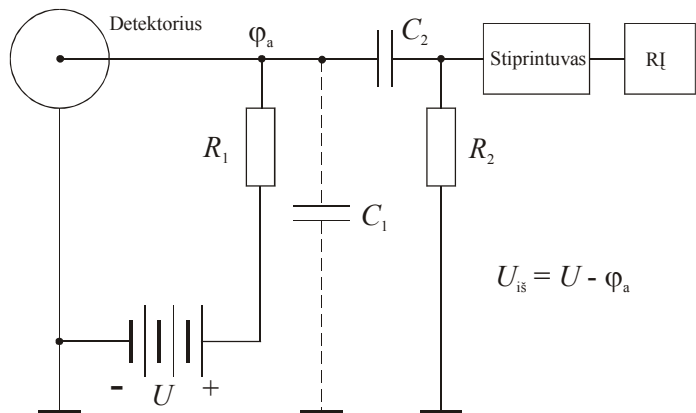 Detektorius
φₐ
C₂
Stiprintuvas
RĮ
R₁
R₂
C₁
Uᵢš = U - φₐ
- U +